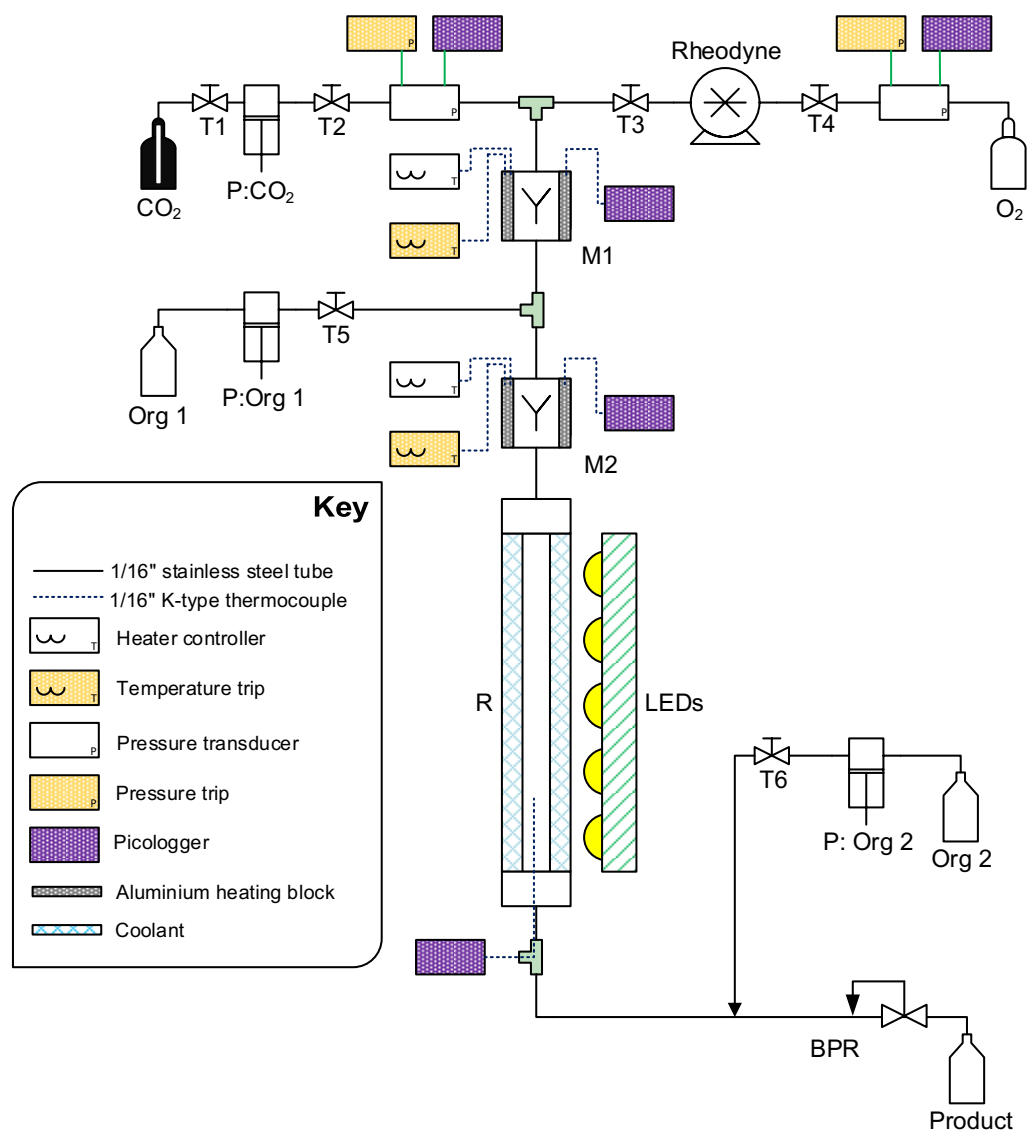 P
P
Rheodyne
T1
T2
P
T3
T4
P
CO₂
P:CO₂
O₂
T
T
M1
T5
Org 1
P:Org 1
T
T
M2
Key
1/16" stainless steel tube
1/16" K-type thermocouple
T
Heater controller
T
Temperature trip
P
Pressure transducer
P
Pressure trip
Picologger
Aluminium heating block
Coolant
R
LEDs
T6
P: Org 2
Org 2
BPR
Product